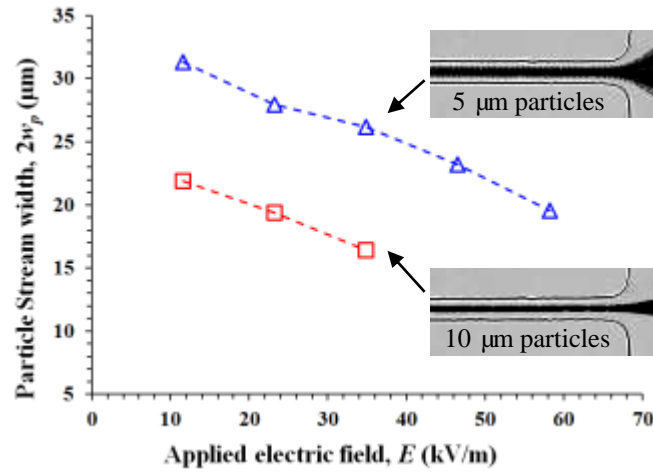 35
30
25
20
15
11
5
Particle Stream width, 2wₚ (μm)
5 μm particles
10 μm particles
0 10 20 30 40 50 60 70
Applied electric field, E (kV/m)